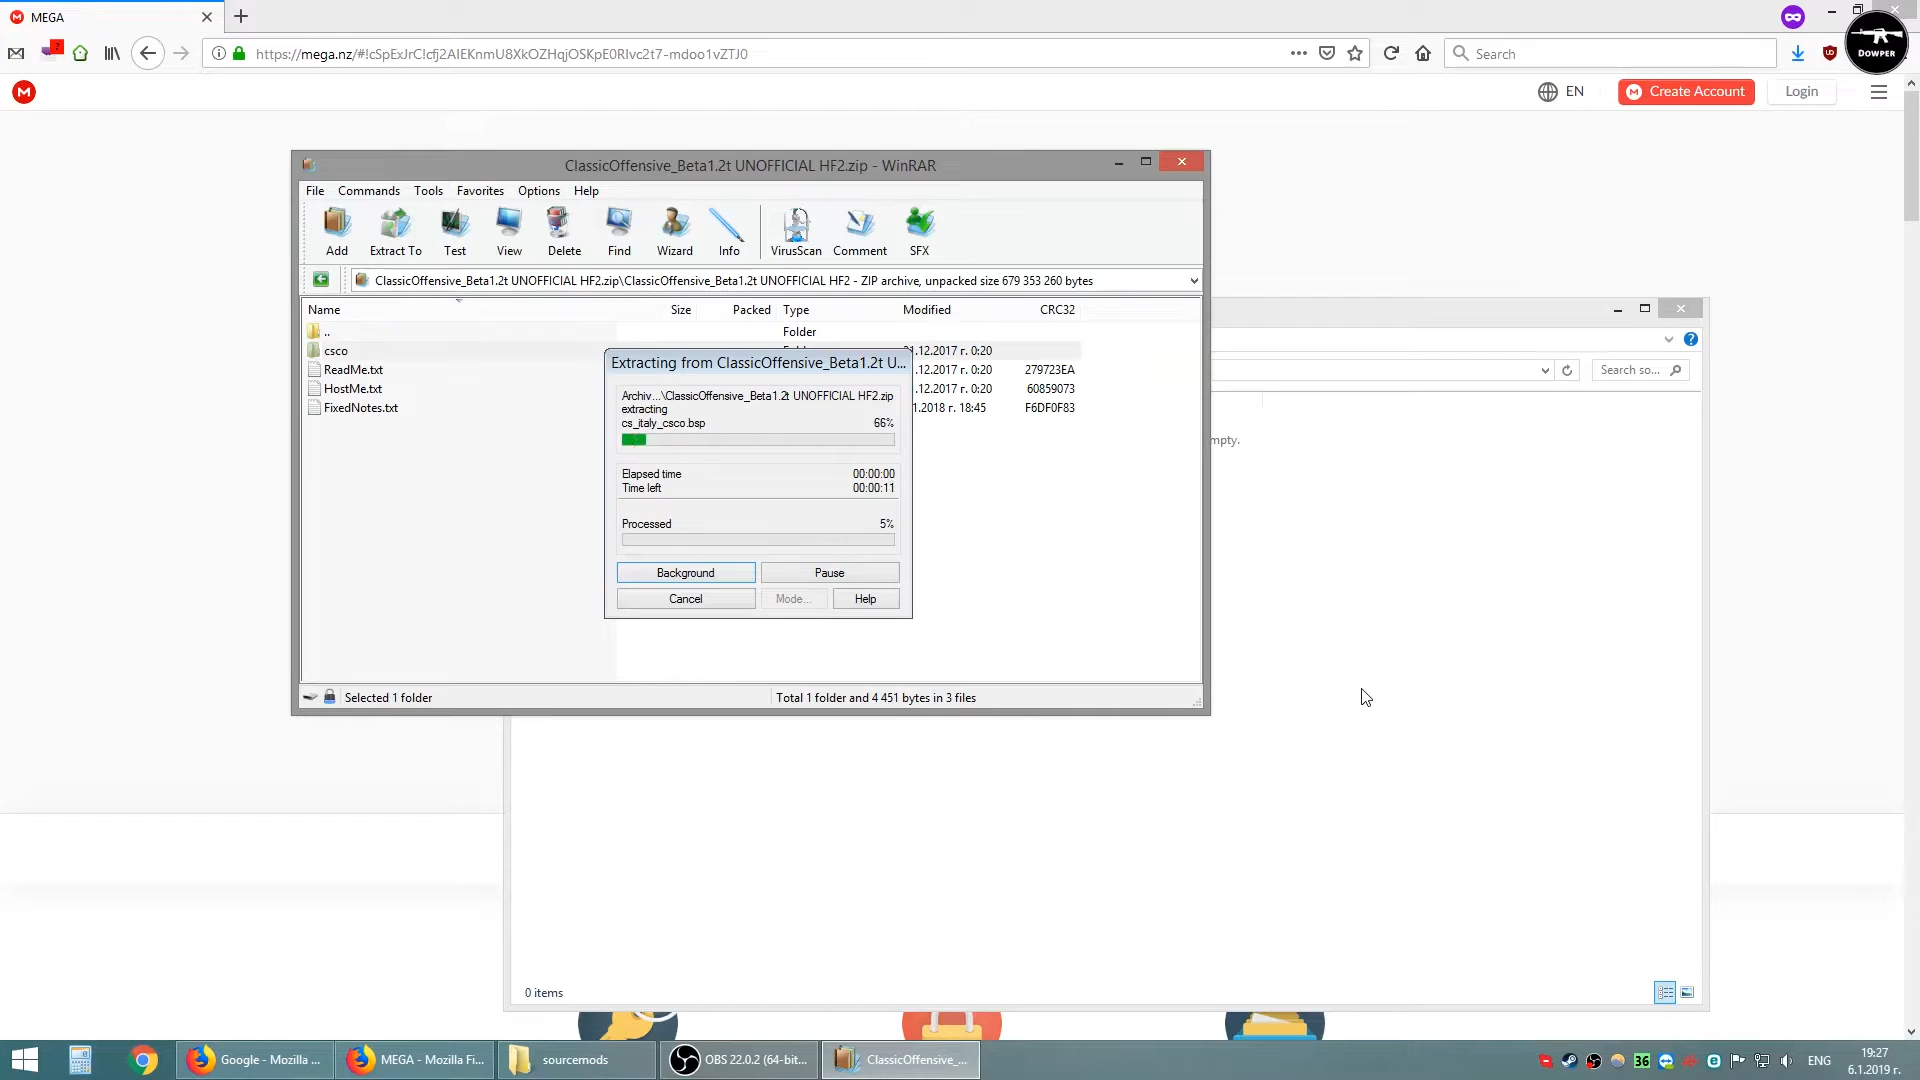 MEGA
https://mega.nz/#!cSpExJrC!cfj2AIEKnmU8XkOZHqjOSKpE0RIvc2t7-mdoo1vZTJ0
Search
DOWPER
EN
Create Account
Login
ClassicOffensive_Beta1.2t UNOFFICIAL HF2.zip - WinRAR
File Commands Tools Favorites Options Help
Add Extract To Test View Delete Find Wizard Info VirusScan Comment SFX
ClassicOffensive_Beta1.2t UNOFFICIAL HF2.zip\ClassicOffensive_Beta1.2t UNOFFICIAL HF2 - ZIP archive, unpacked size 679 353 260 bytes
Name Size Packed Type Modified CRC32
.. Folder
csco .12.2017 г. 0:20
ReadMe.txt .12.2017 г. 0:20 279723EA
HostMe.txt .12.2017 г. 0:20 60859073
FixedNotes.txt 1.2018 г. 18:45 F6DF0F83
Extracting from ClassicOffensive_Beta1.2t U...
Archiv...\ClassicOffensive_Beta1.2t UNOFFICIAL HF2.zip
extracting
cs_italy_csco.bsp 66%
Elapsed time 00:00:00
Time left 00:00:11
Processed 5%
Background Pause
Cancel Mode... Help
Selected 1 folder Total 1 folder and 4 451 bytes in 3 files
Search so...
mpty.
0 items
Google - Mozilla ...
MEGA - Mozilla Fi...
sourcemods
OBS 22.0.2 (64-bit...
ClassicOffensive_...
36
ENG
19:27
6.1.2019 г.